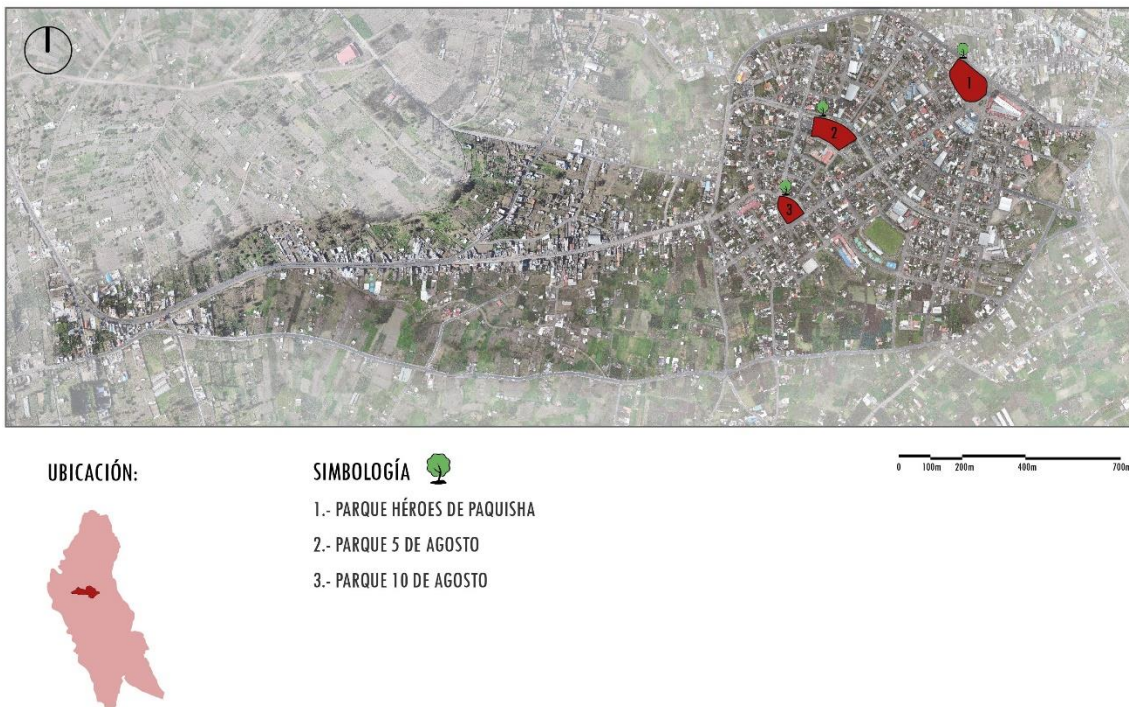 1
2
3
UBICACIÓN:
SIMBOLOGÍA
1.- PARQUE HÉROES DE PAQUISHA
2.- PARQUE 5 DE AGOSTO
3.- PARQUE 10 DE AGOSTO
0 100m 200m 400m 700m